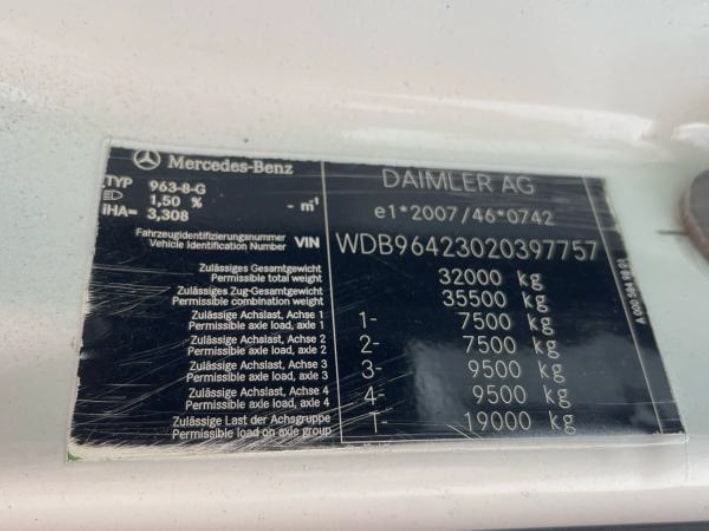 Mercedes-Benz
DAIMLER AG
TYP 963-8-G
1,50 % - m⁻¹
iHA= 3,308
e1*2007/46*0742
Fahrzeugidentifizierungsnummer
Vehicle Identification Number VIN WDB96423020397757
Zulässiges Gesamtgewicht
Permissible total weight 32000 kg
Zulässiges Zug-Gesamtgewicht
Permissible combination weight 35500 kg
Zulässige Achslast, Achse 1
Permissible axle load, axle 1 1- 7500 kg
Zulässige Achslast, Achse 2
Permissible axle load, axle 2 2- 7500 kg
Zulässige Achslast, Achse 3
Permissible axle load, axle 3 3- 9500 kg
Zulässige Achslast, Achse 4
Permissible axle load, axle 4 4- 9500 kg
Zulässige Last der Achsgruppe
Permissible load on axle group T- 19000 kg